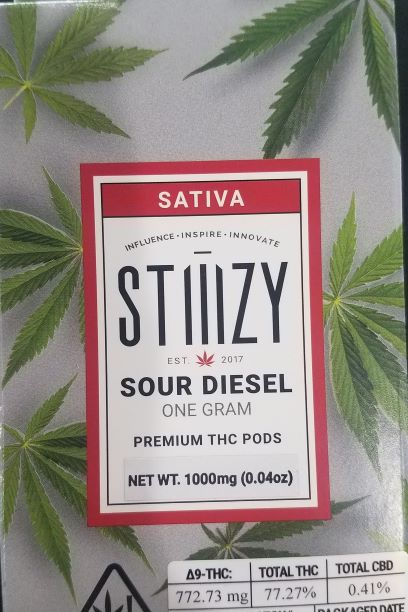 SATIVA
INFLUENCE · INSPIRE · INNOVATE
STIIIZY
EST. 2017
SOUR DIESEL
ONE GRAM
PREMIUM THC PODS
NET WT. 1000mg (0.04oz)
Δ9-THC: TOTAL THC TOTAL CBD
772.73 mg 77.27% 0.41%
PACKAGED DATE